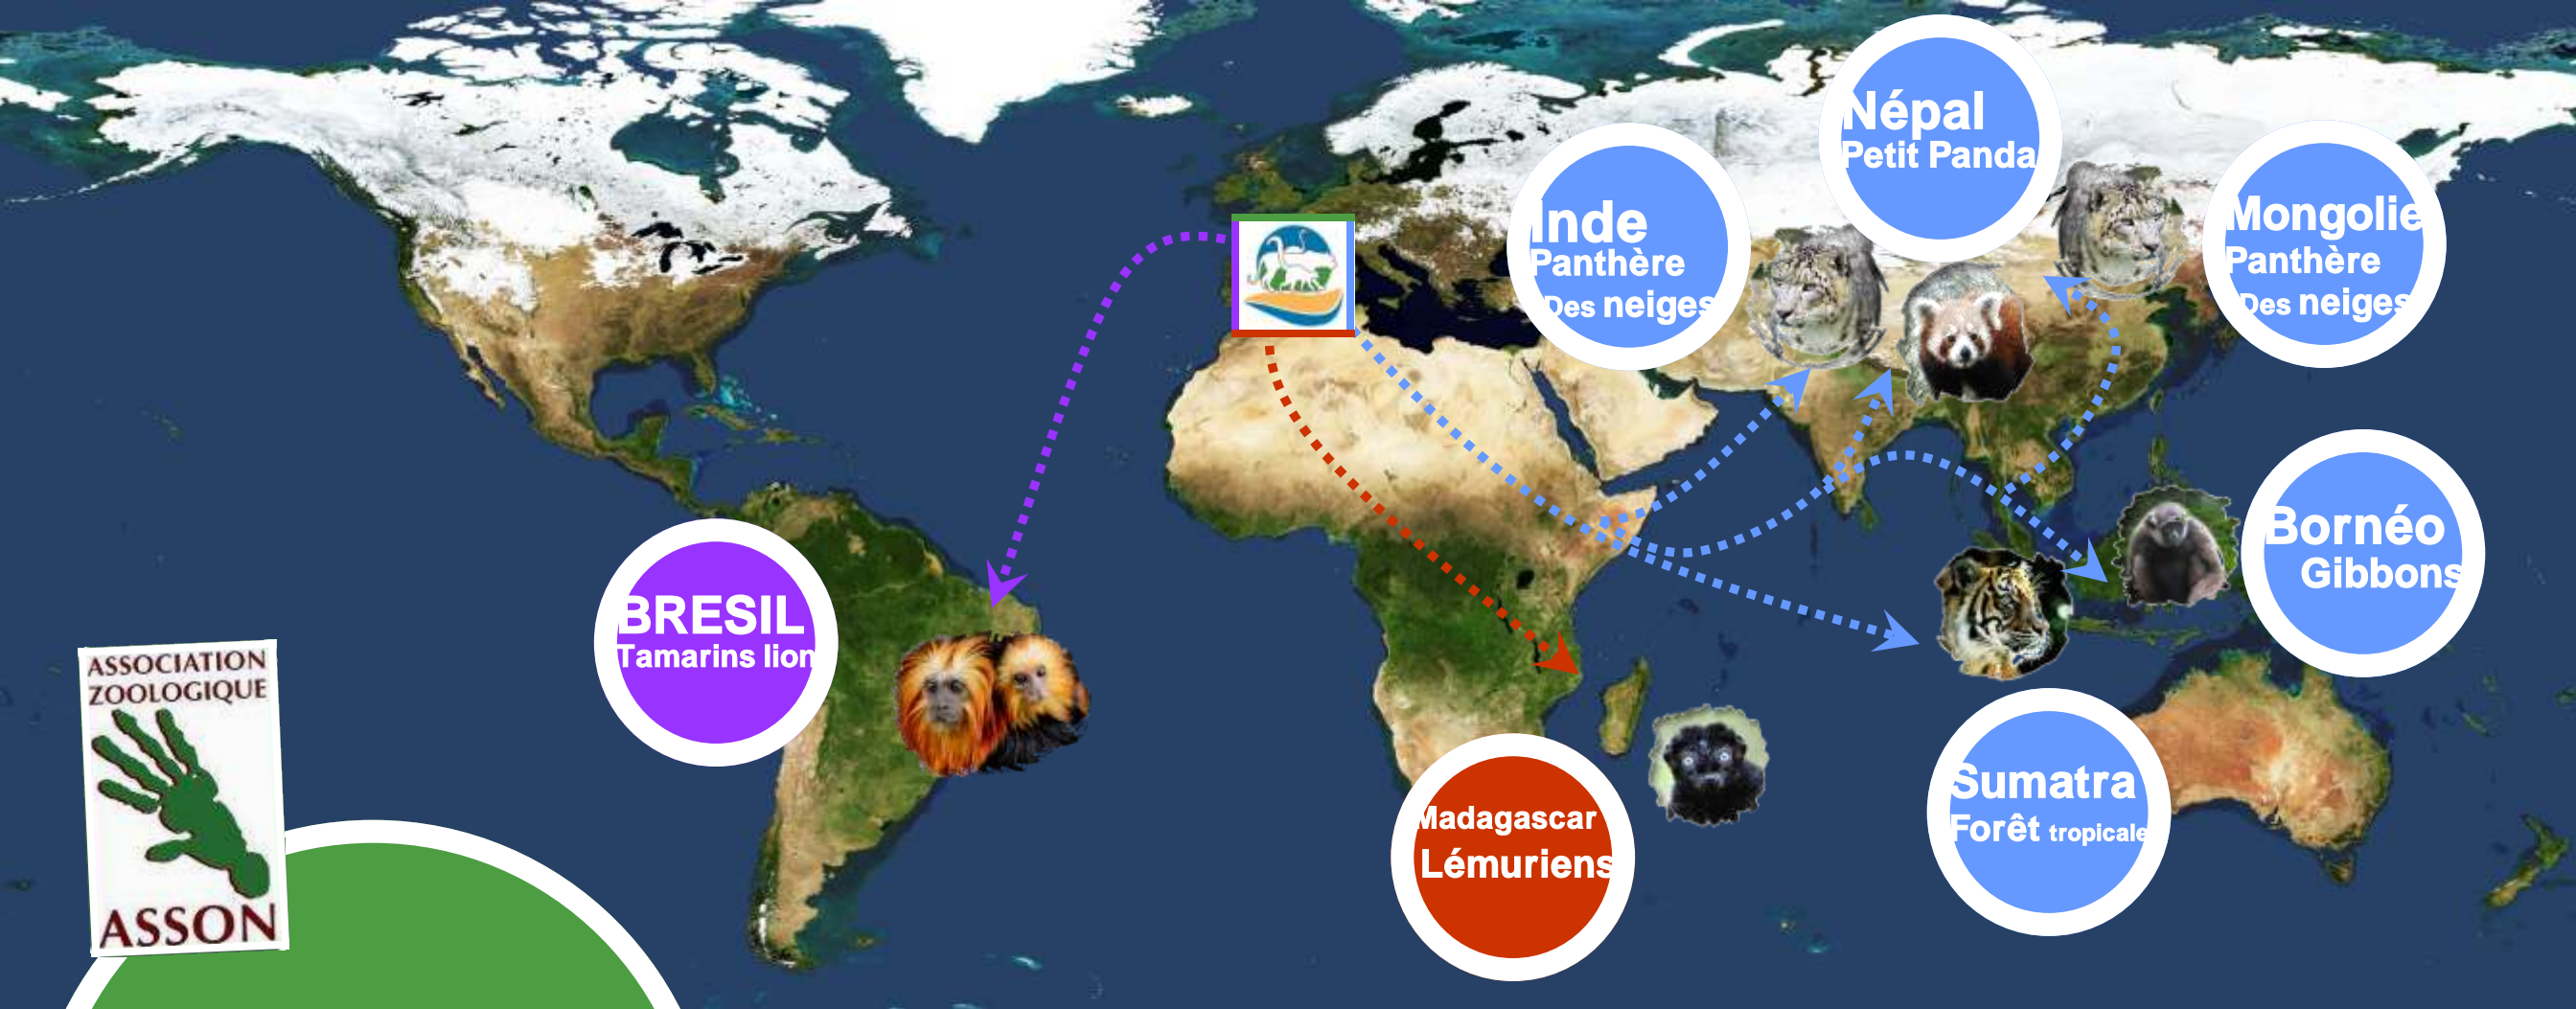 Népal
Petit Panda
Inde
Panthère
Des neiges
Mongolie
Panthère
Des neiges
Bornéo
Gibbons
BRESIL
Tamarins lion
ASSOCIATION
ZOOLOGIQUE
ASSON
Madagascar
Lémuriens
Sumatra
Forêt tropicale